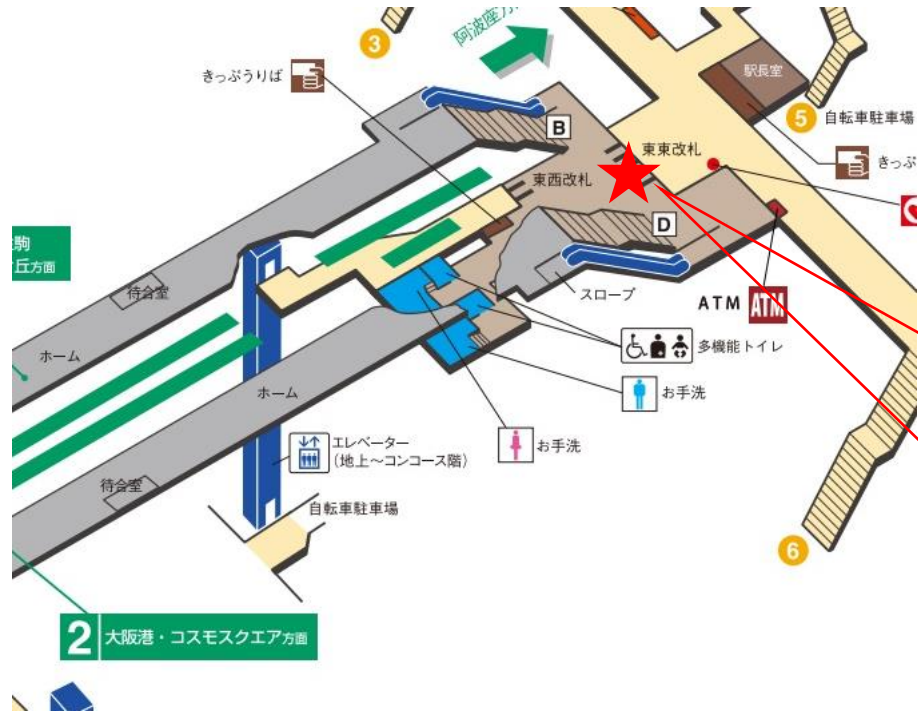 3
阿波座方
きっぷうりば
B
駅長室
5
自転車駐車場
きっぷ
東東改札
東西改札
D
駒
丘方面
待合室
スロープ
ATM
ATM
ホーム
多機能トイレ
お手洗
ホーム
エレベーター
(地上〜コンコース階)
お手洗
待合室
自転車駐車場
6
2 大阪港・コスモスクエア方面